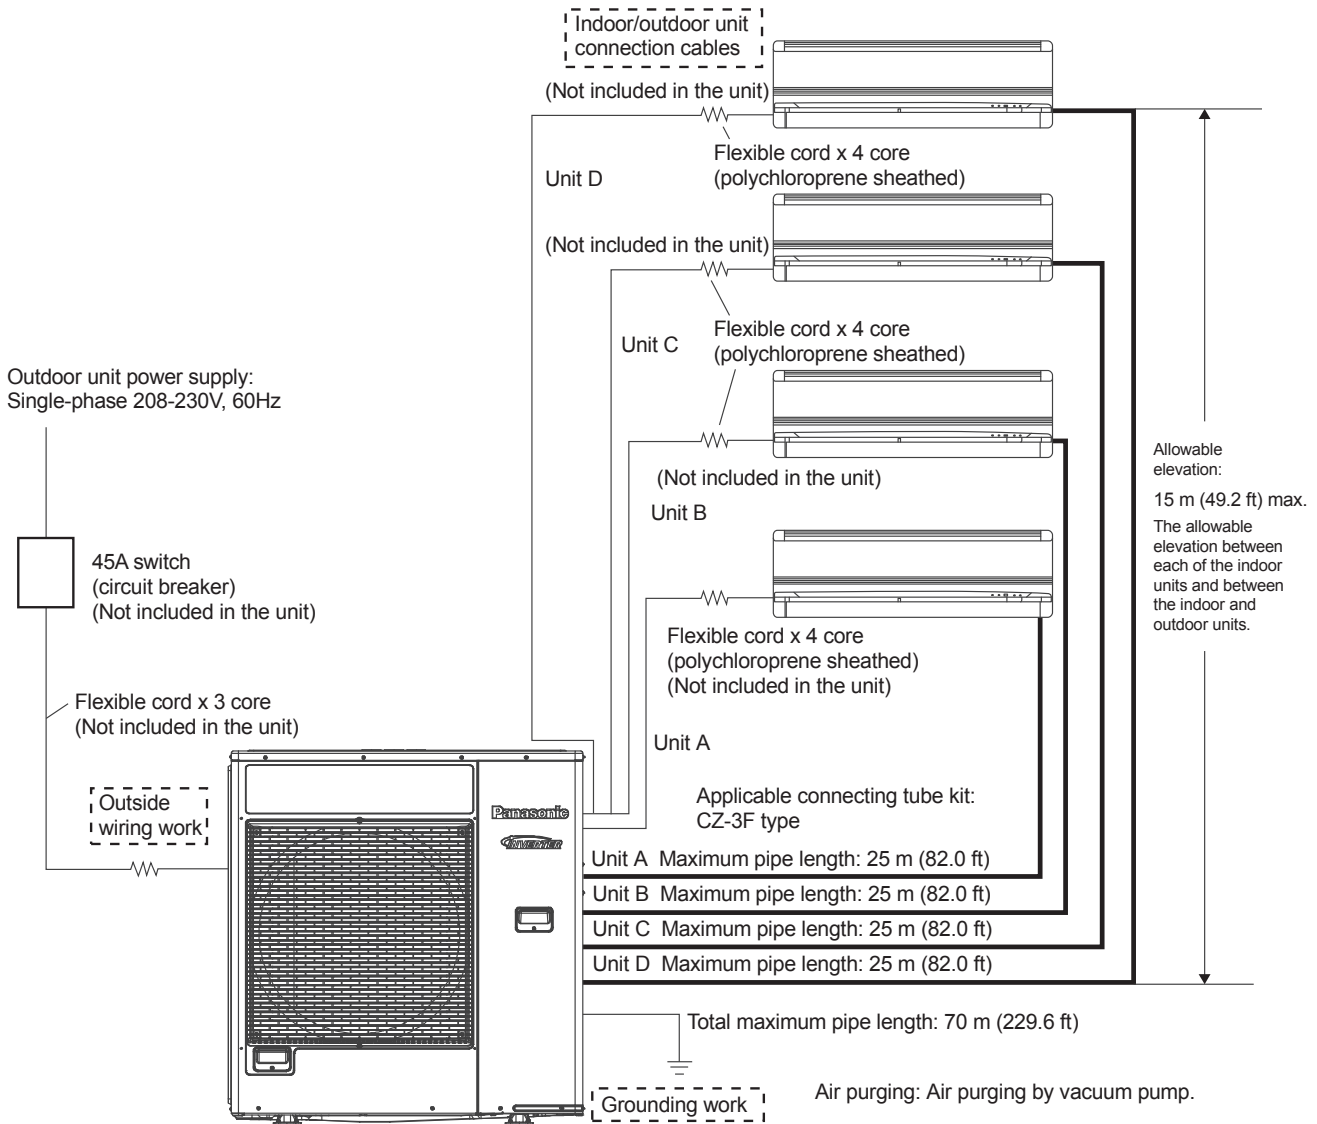 Indoor/outdoor unit
connection cables
(Not included in the unit)
Flexible cord x 4 core
(polychloroprene sheathed)
Unit D
(Not included in the unit)
Flexible cord x 4 core
(polychloroprene sheathed)
Unit C
Outdoor unit power supply:
Single-phase 208-230V, 60Hz
(Not included in the unit)
Unit B
Allowable
elevation:
15 m (49.2 ft) max.
The allowable
elevation between
each of the indoor
units and between
the indoor and
outdoor units.
45A switch
(circuit breaker)
(Not included in the unit)
Flexible cord x 4 core
(polychloroprene sheathed)
(Not included in the unit)
Flexible cord x 3 core
(Not included in the unit)
Unit A
Outside
wiring work
Panasonic
INVERTER
Applicable connecting tube kit:
CZ-3F type
Unit A Maximum pipe length: 25 m (82.0 ft)
Unit B Maximum pipe length: 25 m (82.0 ft)
Unit C Maximum pipe length: 25 m (82.0 ft)
Unit D Maximum pipe length: 25 m (82.0 ft)
Total maximum pipe length: 70 m (229.6 ft)
Air purging: Air purging by vacuum pump.
Grounding work